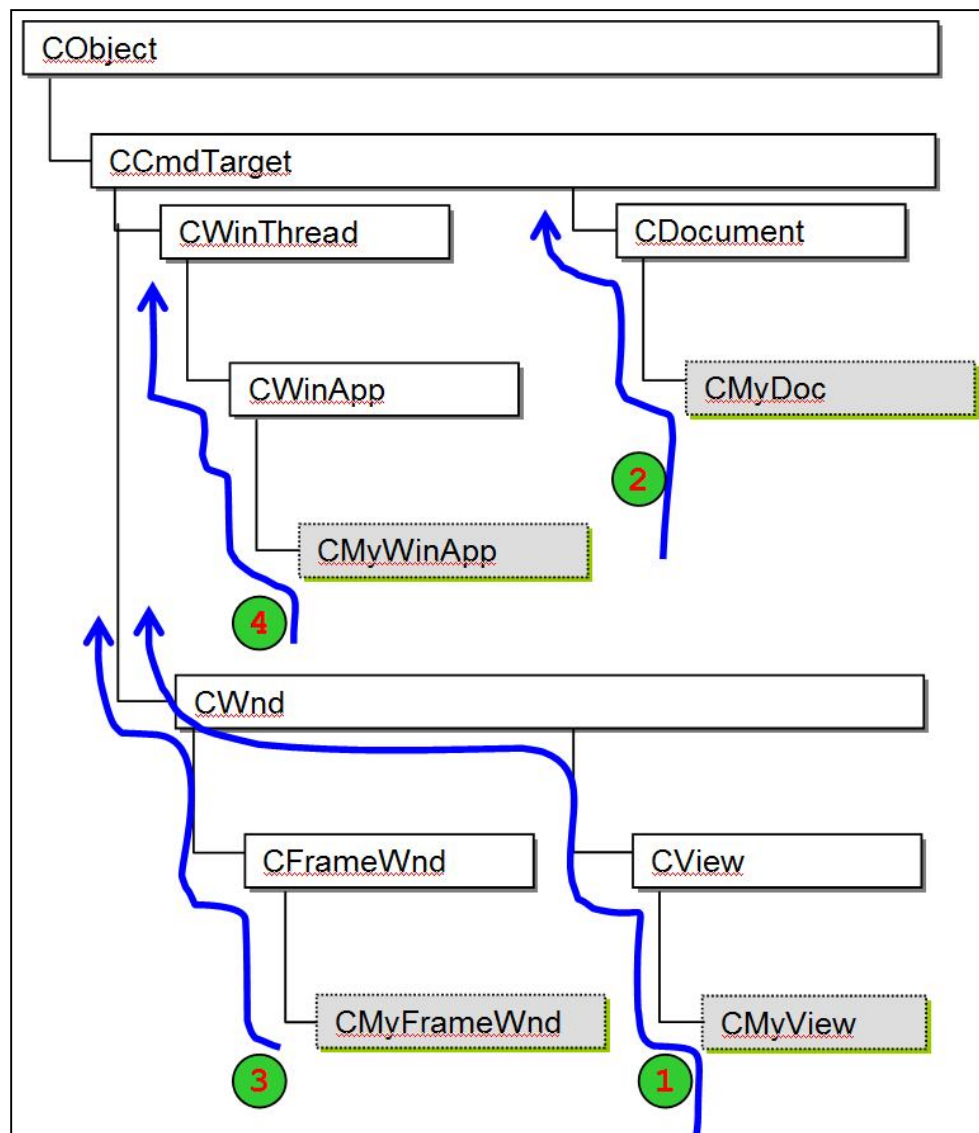 CObject
CCmdTarget
CWinThread
CDocument
CWinApp
CMyDoc
2
CMyWinApp
4
CWnd
CFrameWnd
CView
CMyFrameWnd
CMyView
3
1